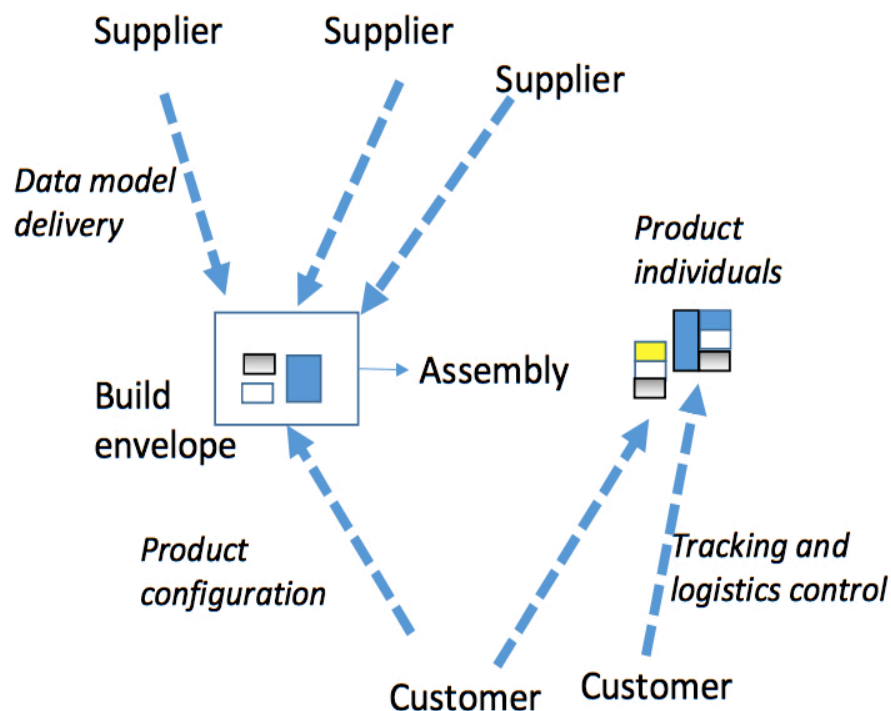 Supplier
Supplier
Supplier
Data model
delivery
Product
individuals
Assembly
Build
envelope
Product
configuration
Tracking and
logistics control
Customer
Customer